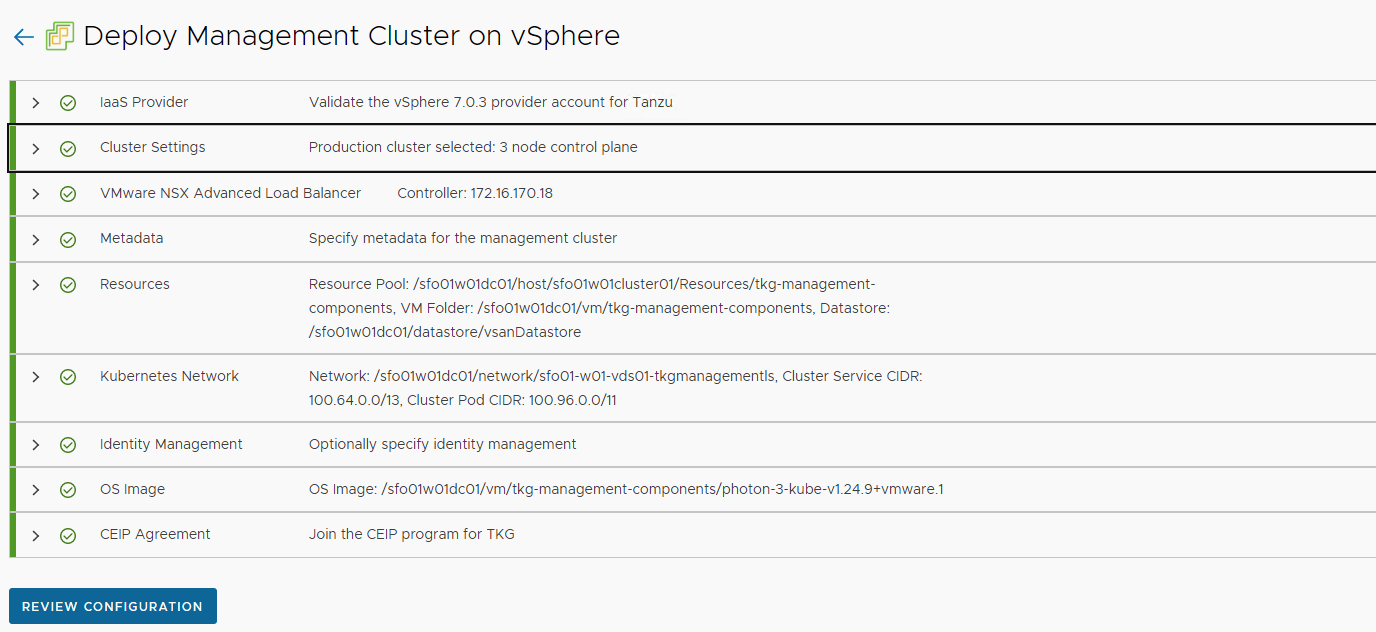 Deploy Management Cluster on vSphere
IaaS Provider Validate the vSphere 7.0.3 provider account for Tanzu
Cluster Settings Production cluster selected: 3 node control plane
VMware NSX Advanced Load Balancer Controller: 172.16.170.18
Metadata Specify metadata for the management cluster
Resources Resource Pool: /sfo01w01dc01/host/sfo01w01cluster01/Resources/tkg-management-
components, VM Folder: /sfo01w01dc01/vm/tkg-management-components, Datastore:
/sfo01w01dc01/datastore/vsanDatastore
Kubernetes Network Network: /sfo01w01dc01/network/sfo01-w01-vds01-tkgmanagementls, Cluster Service CIDR:
100.64.0.0/13, Cluster Pod CIDR: 100.96.0.0/11
Identity Management Optionally specify identity management
OS Image OS Image: /sfo01w01dc01/vm/tkg-management-components/photon-3-kube-v1.24.9+vmware.1
CEIP Agreement Join the CEIP program for TKG
REVIEW CONFIGURATION